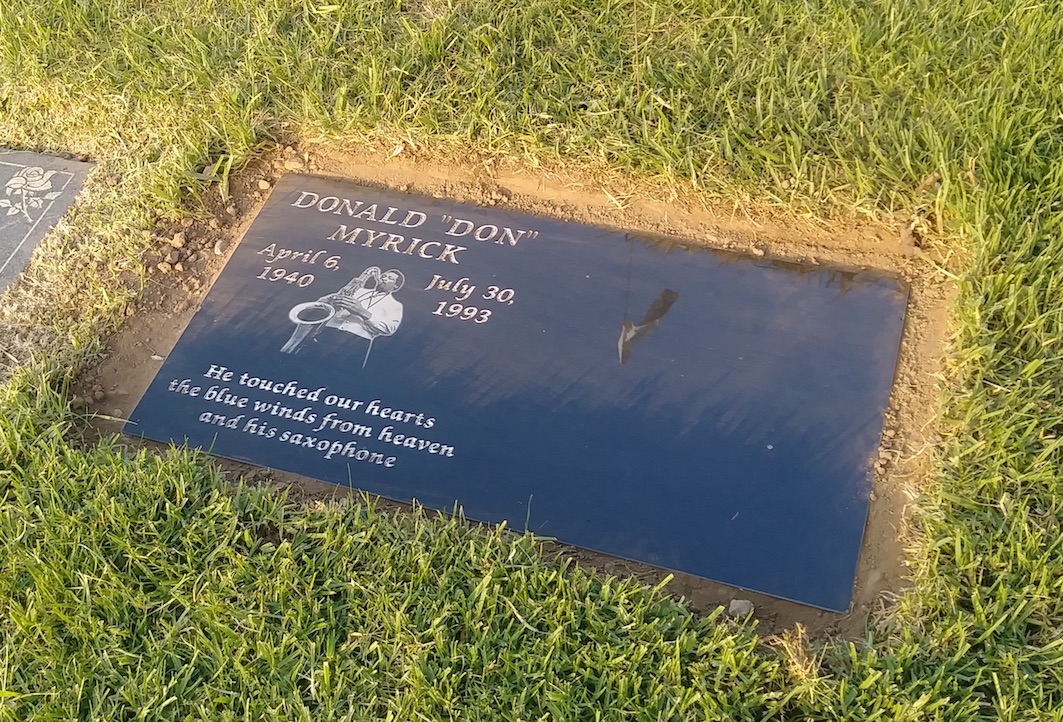 DONALD "DON"
MYRICK
April 6,
1940
July 30,
1993
He touched our hearts
the blue winds from heaven
and his saxophone